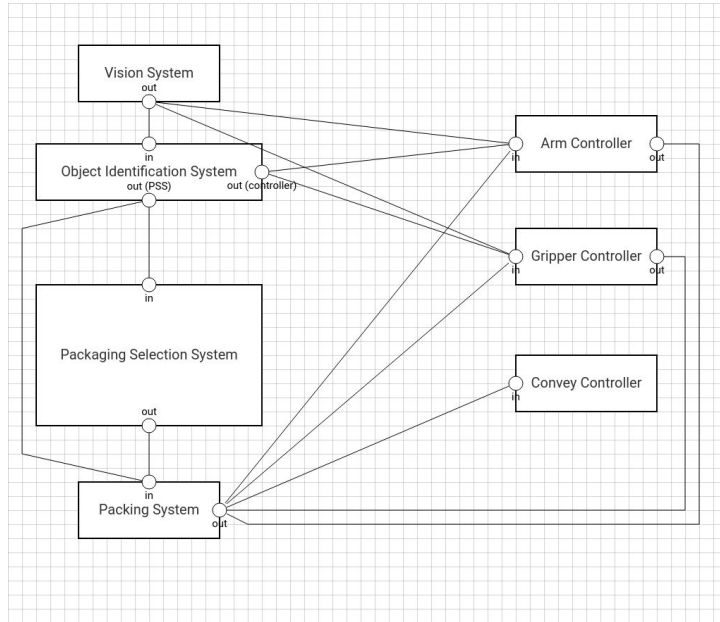 Vision System
out
in
Object Identification System
out (PSS)
out (controller)
in
Packaging Selection System
out
in
Packing System
out
Arm Controller
in
out
Gripper Controller
in
out
Convey Controller
in